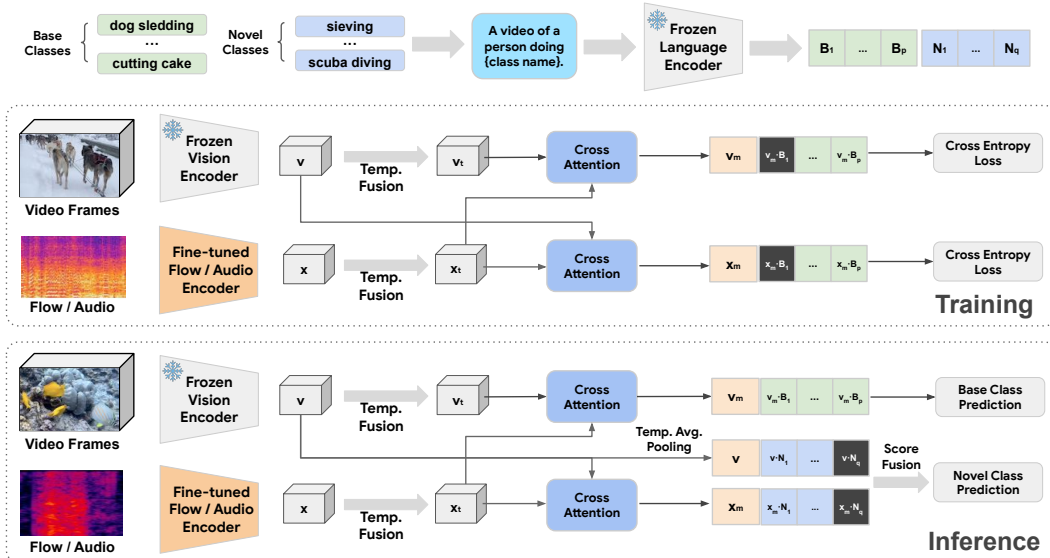 Base
Classes
dog sledding
...
cutting cake
Novel
Classes
sieving
...
scuba diving
A video of a
person doing
{class name}.
Frozen
Language
Encoder
B₁ ... Bₚ N₁ ... N_q
Video Frames
Frozen
Vision
Encoder
v
Temp.
Fusion
vₜ
Cross
Attention
vₘ vₘ·B₁ ... vₘ·Bₚ
Cross Entropy
Loss
Flow / Audio
Fine-tuned
Flow / Audio
Encoder
x
Temp.
Fusion
xₜ
Cross
Attention
xₘ xₘ·B₁ ... xₘ·Bₚ
Cross Entropy
Loss
Training
Video Frames
Frozen
Vision
Encoder
v
Temp.
Fusion
vₜ
Cross
Attention
vₘ vₘ·B₁ ... vₘ·Bₚ
Base Class
Prediction
Temp. Avg.
Pooling
v v·N₁ ... v·N_q
Score
Fusion
Novel Class
Prediction
Flow / Audio
Fine-tuned
Flow / Audio
Encoder
x
Temp.
Fusion
xₜ
Cross
Attention
xₘ xₘ·N₁ ... xₘ·N_q
Inference